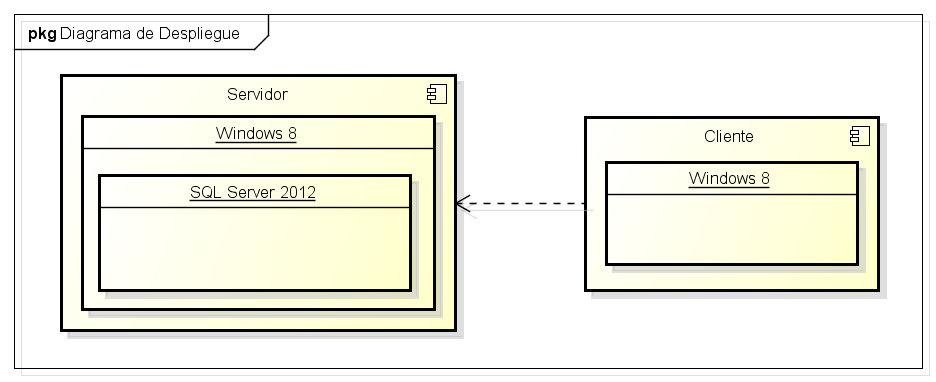 pkg Diagrama de Despliegue
Servidor
Windows 8
SQL Server 2012
Cliente
Windows 8